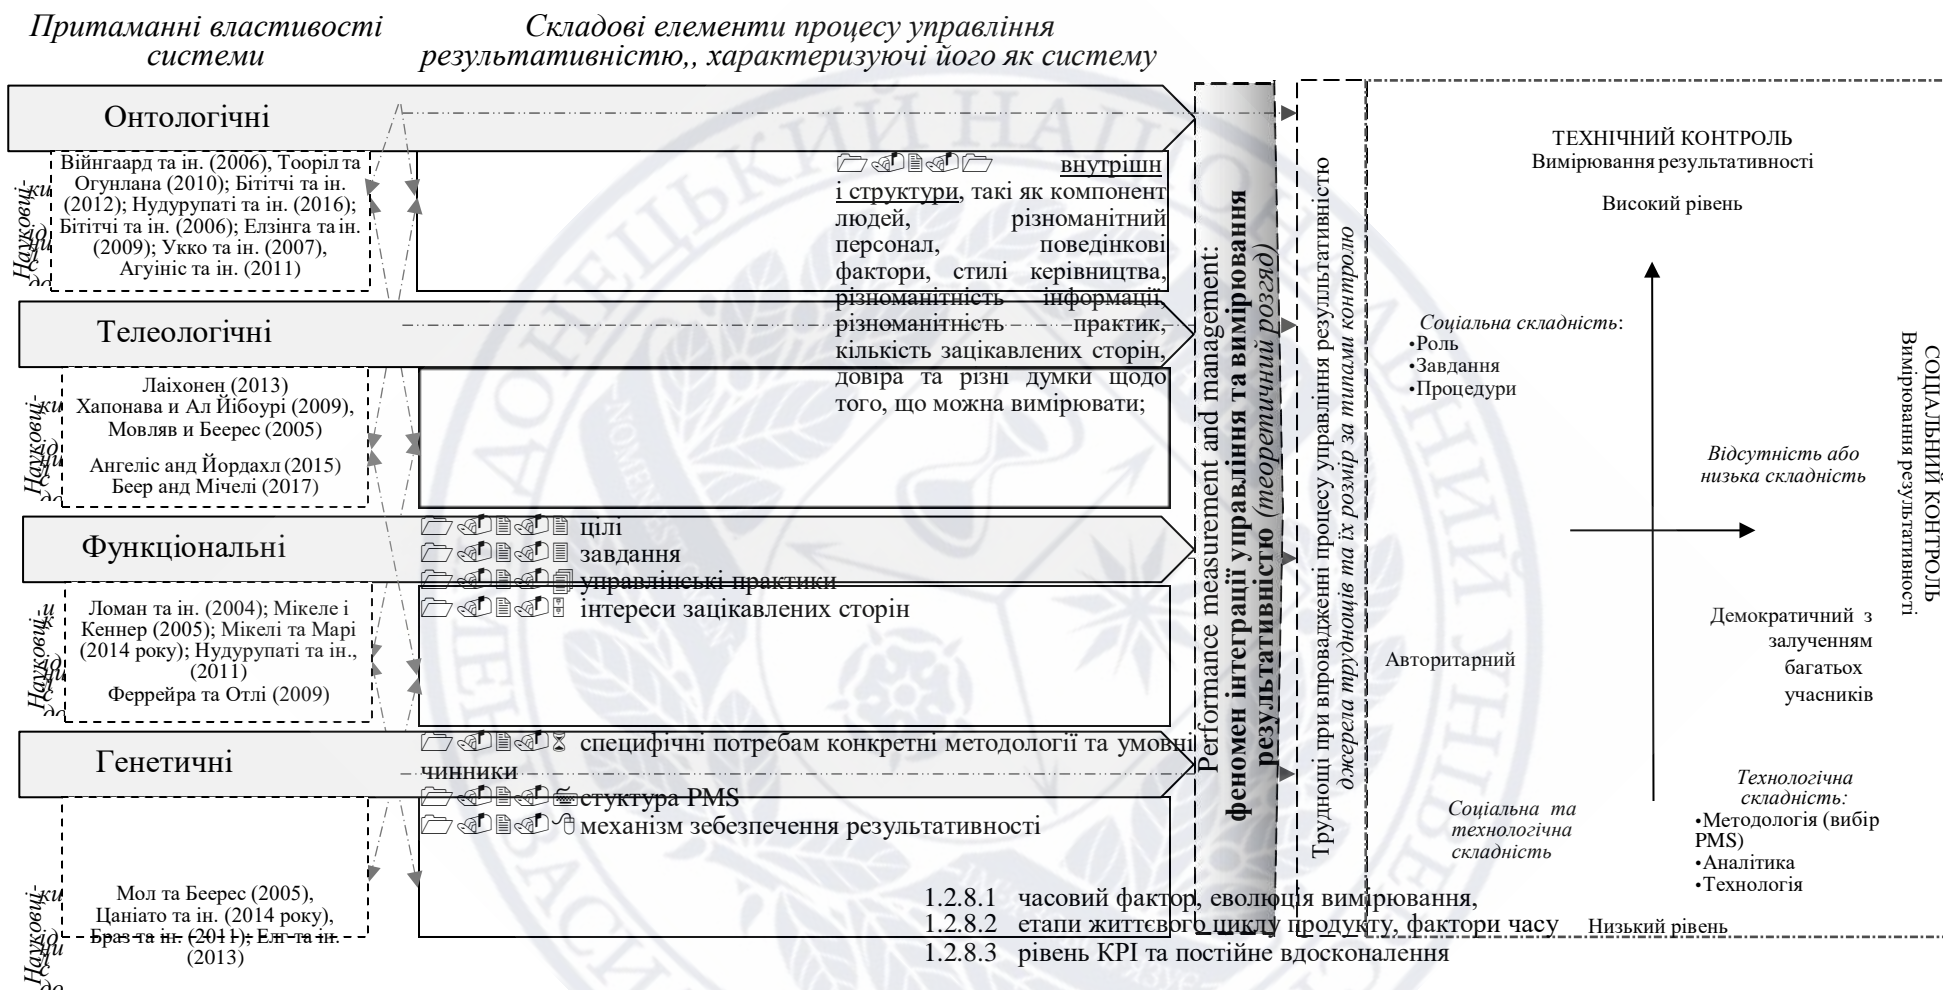 Притаманні властивості
системи
Складові елементи процесу управління
результативністю,, характеризуючі його як систему
Онтологічні
Війнгаард та ін. (2006), Тооріл та
Огунлана (2010); Бітітчі та ін.
(2012); Нудурупаті та ін. (2016);
Бітітчі та ін. (2006); Елзінга та ін.
(2009); Укко та ін. (2007),
Агуініс та ін. (2011)
внутрішн
і структури, такі як компонент
людей, різноманітний
персонал, поведінкові
фактори, стилі керівництва,
різноманітність інформації,
різноманітність практик,
кількість зацікавлених сторін,
довіра та різні думки щодо
того, що можна вимірювати;
Телеологічні
Лаіхонен (2013)
Хапонава и Ал Йібоурі (2009),
Мовляв и Беерес (2005)
Ангеліс анд Йордахл (2015)
Беер анд Мічелі (2017)
Функціональні
цілі
завдання
управлінські практики
інтереси зацікавлених сторін
Ломан та ін. (2004); Мікеле і
Кеннер (2005); Мікелі та Марі
(2014 року); Нудурупаті та ін.,
(2011)
Феррейра та Отлі (2009)
Генетичні
специфічні потребам конкретні методології та умовні
чинники
стуктура PMS
механізм зебезпечення результативності
Мол та Беерес (2005),
Цаніато та ін. (2014 року),
Браз та ін. (2011); Елг та ін.
(2013)
1.2.8.1 часовий фактор, еволюція вимірювання,
1.2.8.2 етапи життєвого циклу продукту, фактори часу
1.2.8.3 рівень KPI та постійне вдосконалення
Performance measurement and management:
феномен інтеграції управління та вимірювання
результативністю (теоретичний розгляд)
Труднощі при впровадженні процесу управління результативністю
джерела труднощів та їх розмір за типами контролю
ТЕХНІЧНИЙ КОНТРОЛЬ
Вимірювання результативності
Високий рівень
Соціальна складність:
•Роль
•Завдання
•Процедури
Відсутність або
низька складність
СОЦІАЛЬНИЙ КОНТРОЛЬ
Вимірювання результативності
Авторитарний
Демократичний з
залученням
багатьох
учасників
Соціальна та
технологічна
складність
Технологічна
складність:
•Методологія (вибір
PMS)
•Аналітика
•Технологія
Низький рівень